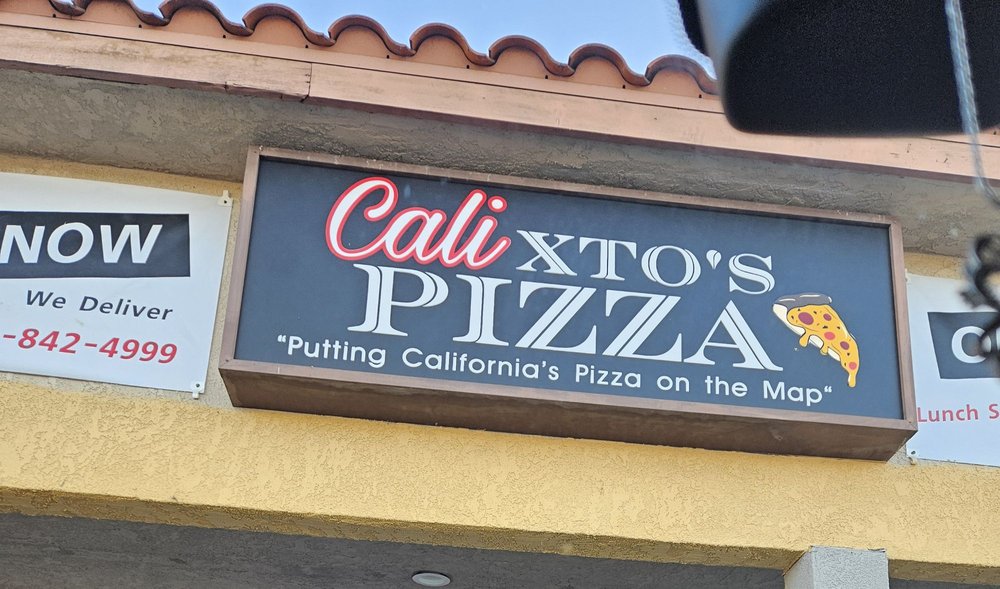 NOW
We Deliver
-842-4999
Cali XTO'S
PIZZA
“Putting California's Pizza on the Map“
Lunch